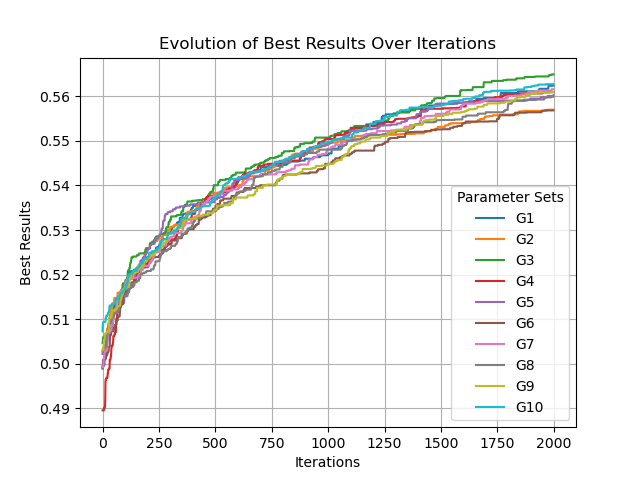 Evolution of Best Results Over Iterations
Best Results
0.56
0.55
0.54
0.53
0.52
0.51
0.50
0.49
Parameter Sets
G1
G2
G3
G4
G5
G6
G7
G8
G9
G10
0 250 500 750 1000 1250 1500 1750 2000
Iterations